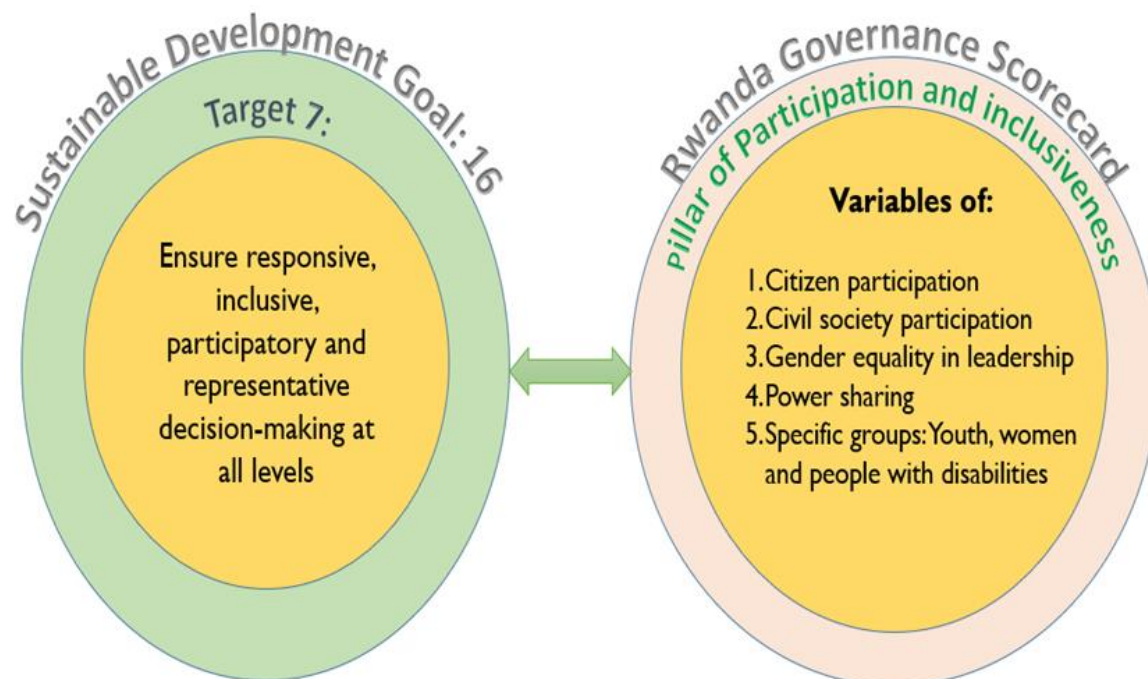 Sustainable Development Goal: 16
Target 7:
Ensure responsive,
inclusive,
participatory and
representative
decision-making at
all levels
Rwanda Governance Scorecard
Pillar of Participation and inclusiveness
Variables of:
1.Citizen participation
2.Civil society participation
3.Gender equality in leadership
4.Power sharing
5.Specific groups: Youth, women
and people with disabilities